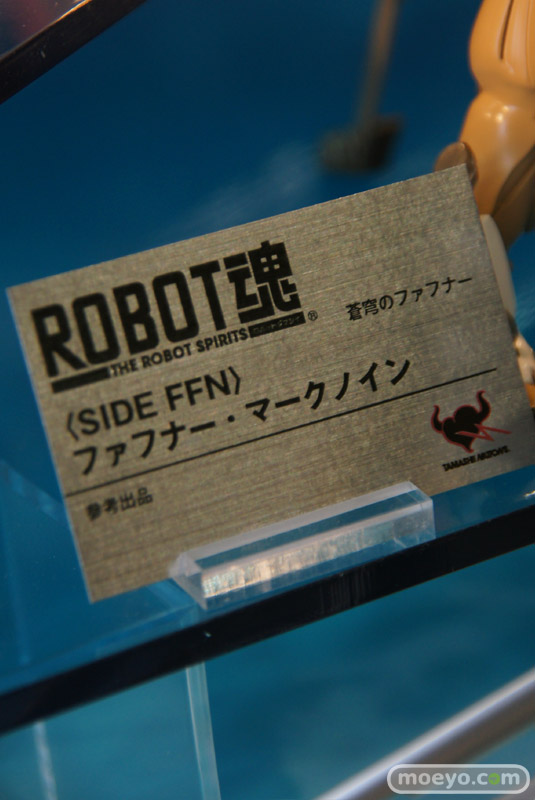 ROBOT魂
THE ROBOT SPIRITS
®
蒼穹のファフナー
〈SIDE FFN〉
ファフナー・マークノイン
参考出品
TAMASHII NATIONS
moeyo.com